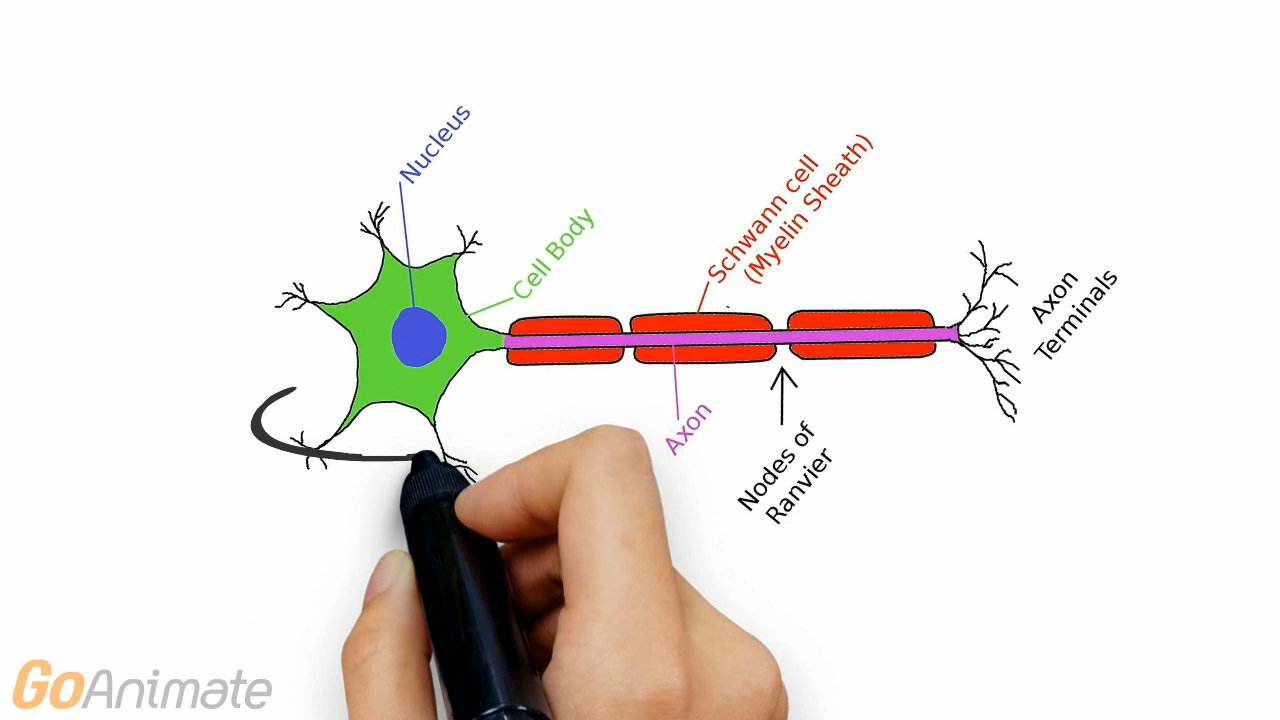 Nucleus
Cell Body
Schwann cell
(Myelin Sheath)
Axon
Terminals
Axon
Nodes of
Ranvier
GoAnimate